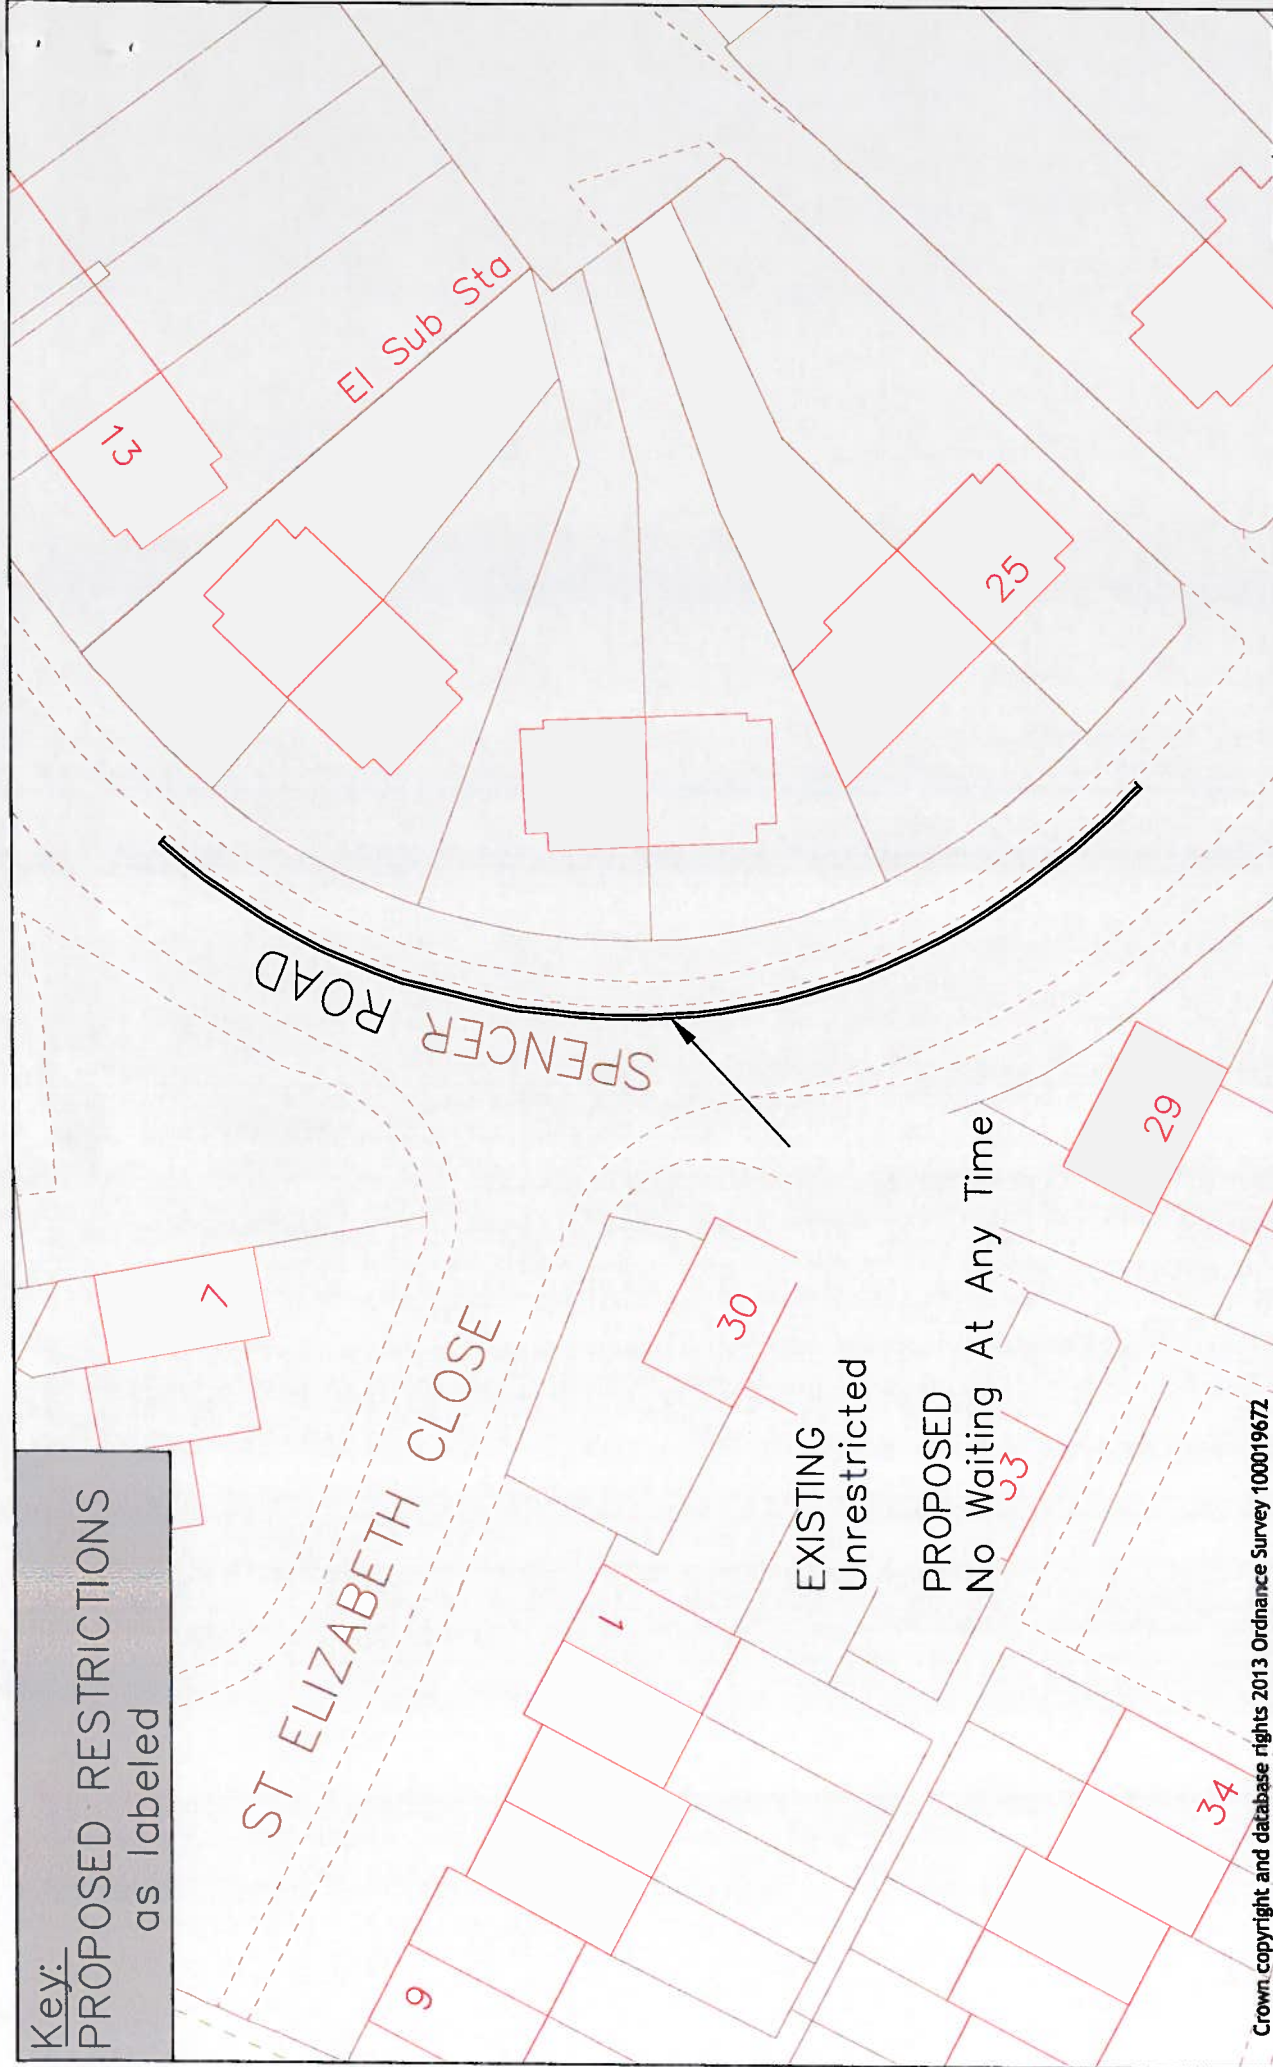 Key:
PROPOSED RESTRICTIONS
as labeled
ST ELIZABETH CLOSE
SPENCER ROAD
El Sub Sta
13
25
7
30
29
1
9
33
34
EXISTING
Unrestricted
PROPOSED
No Waiting At Any Time
Crown copyright and database rights 2013 Ordnance Survey 100019672